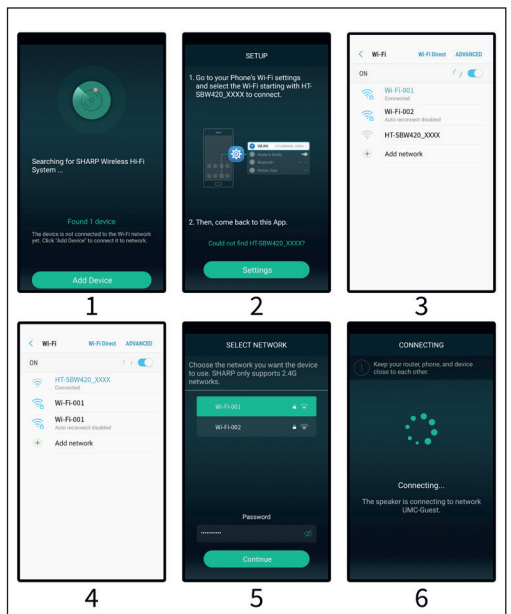 Searching for SHARP Wireless Hi-Fi
System ...
Found 1 device
The device is not connected to the Wi-Fi network
yet. Click "Add Device" to connect it to network.
Add Device
1
SETUP
1. Go to your Phone's Wi-Fi settings
and select the Wi-Fi starting with HT-
SBW420_XXXX to connect.
WLAN
2. Then, come back to this App.
Could not find HT-SBW420_XXXX?
Settings
2
Wi-Fi Wi-Fi Direct ADVANCED
ON
Wi-Fi-001
Connected
Wi-Fi-002
Auto reconnect disabled
HT-SBW420_XXXX
Add network
3
Wi-Fi Wi-Fi Direct ADVANCED
ON
HT-SBW420_XXXX
Connected
Wi-Fi-001
Wi-Fi-001
Auto reconnect disabled
Add network
4
SELECT NETWORK
Choose the network you want the device
to use. SHARP only supports 2.4G
networks.
Wi-Fi-001
Wi-Fi-002
Password
Continue
5
CONNECTING
Keep your router, phone, and device
close to each other.
Connecting...
The speaker is connecting to network
UMC-Guest.
6